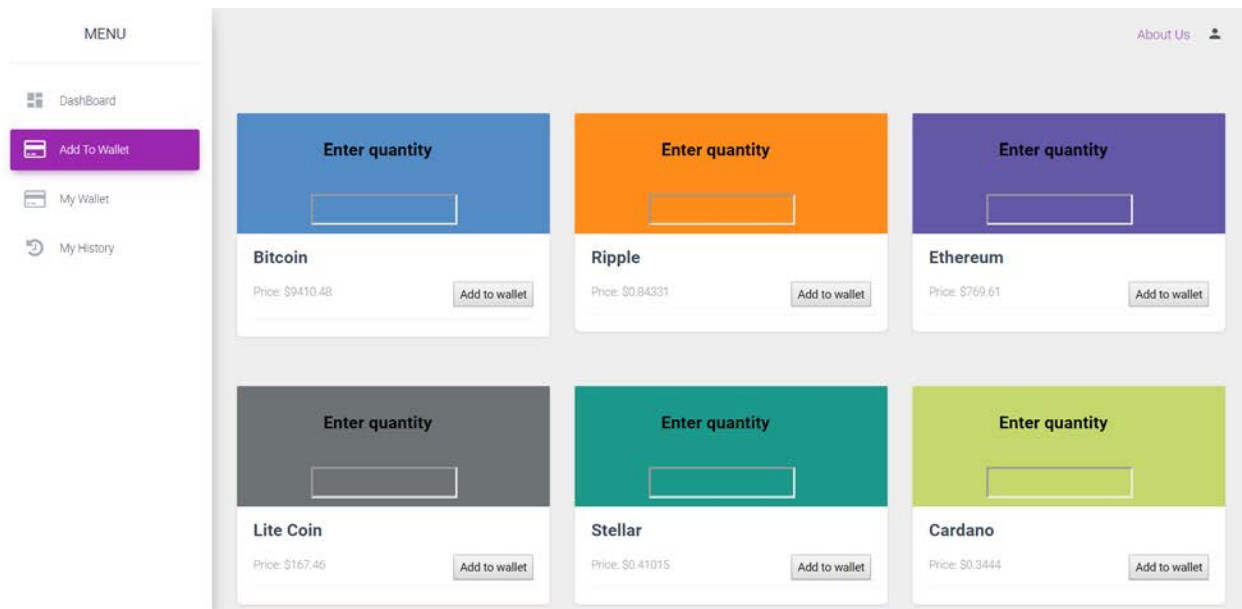 MENU
About Us
DashBoard
Add To Wallet
My Wallet
My History
Enter quantity
Enter quantity
Enter quantity
Bitcoin
Ripple
Ethereum
Price: $9410.48
Add to wallet
Price: $0.84331
Add to wallet
Price: $769.61
Add to wallet
Enter quantity
Enter quantity
Enter quantity
Lite Coin
Stellar
Cardano
Price: $167.46
Add to wallet
Price: $0.41015
Add to wallet
Price: $0.3444
Add to wallet